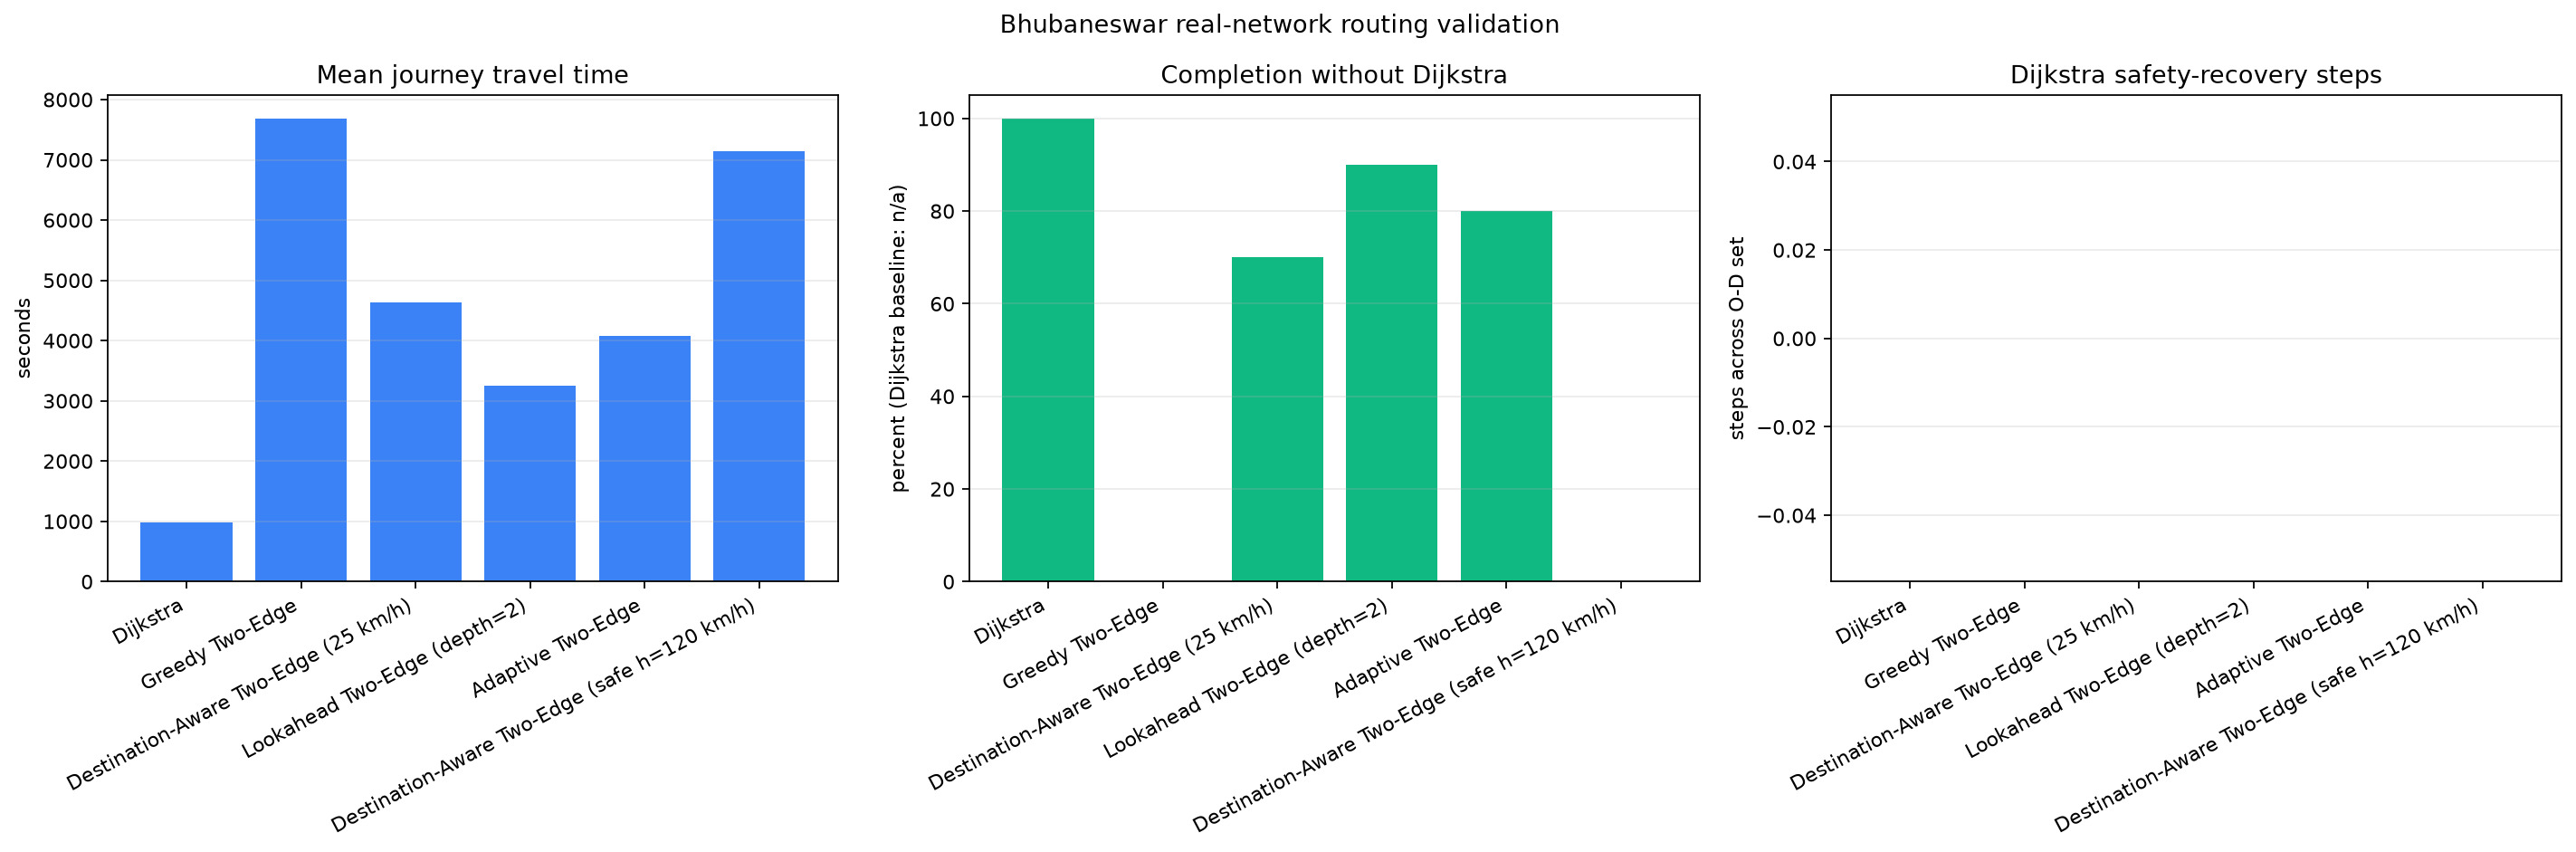 Bhubaneswar real-network routing validation
Mean journey travel time
seconds
8000
7000
6000
5000
4000
3000
2000
1000
0
Dijkstra
Greedy Two-Edge
Destination-Aware Two-Edge (25 km/h)
Lookahead Two-Edge (depth=2)
Adaptive Two-Edge
Destination-Aware Two-Edge (safe h=120 km/h)
Completion without Dijkstra
percent (Dijkstra baseline: n/a)
100
80
60
40
20
0
Dijkstra
Greedy Two-Edge
Destination-Aware Two-Edge (25 km/h)
Lookahead Two-Edge (depth=2)
Adaptive Two-Edge
Destination-Aware Two-Edge (safe h=120 km/h)
Dijkstra safety-recovery steps
steps across O-D set
0.04
0.02
0.00
−0.02
−0.04
Dijkstra
Greedy Two-Edge
Destination-Aware Two-Edge (25 km/h)
Lookahead Two-Edge (depth=2)
Adaptive Two-Edge
Destination-Aware Two-Edge (safe h=120 km/h)